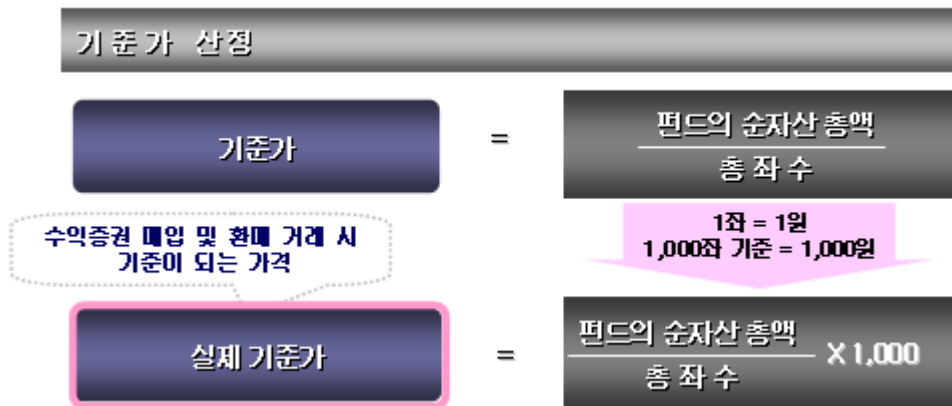 기준가 산정
기준가
=
펀드의 순자산 총액
총 좌 수
수익증권 매입 및 환매 거래 시
기준이 되는 가격
1좌 = 1원
1,000좌 기준 = 1,000원
실제 기준가
=
펀드의 순자산 총액
총 좌 수
X 1,000